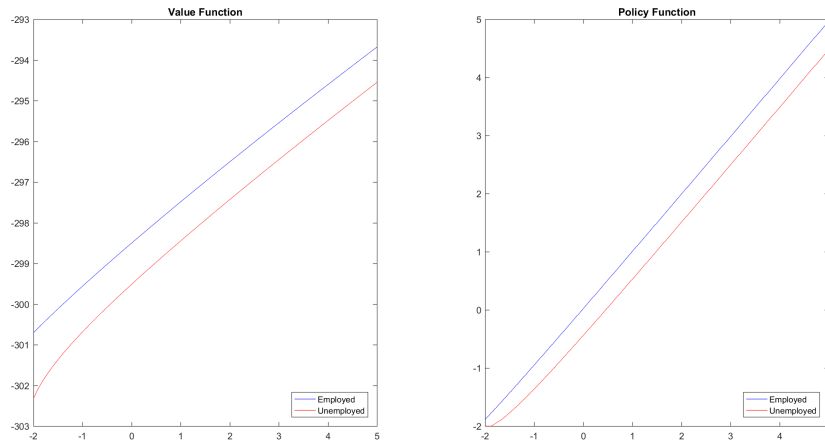 Value Function
-293
-294
-295
-296
-297
-298
-299
-300
-301
-302
-303
-2 -1 0 1 2 3 4 5
Employed
Unemployed
Policy Function
5
4
3
2
1
0
-1
-2
-2 -1 0 1 2 3 4
Employed
Unemployed